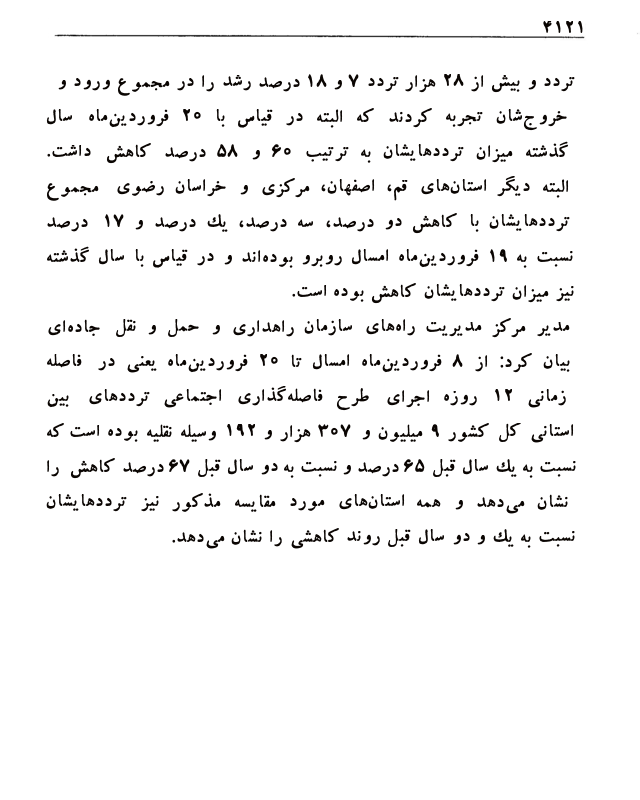 ۴۱۲۱
تردد و بیش از ۲۸ هزار تردد ۷ و ۱۸ درصد رشد را در مجموع ورود و
خروج‌شان تجربه کردند که البته در قیاس با ۲۰ فروردین‌ماه سال
گذشته میزان ترددهایشان به ترتیب ۶۰ و ۵۸ درصد کاهش داشت.
البته دیگر استان‌های قم، اصفهان، مرکزی و خراسان رضوی مجموع
ترددهایشان با کاهش دو درصد، سه درصد، یك درصد و ۱۷ درصد
نسبت به ۱۹ فروردین‌ماه امسال روبرو بوده‌اند و در قیاس با سال گذشته
نیز میزان ترددهایشان کاهش بوده است.
مدیر مرکز مدیریت راه‌های سازمان راهداری و حمل و نقل جاده‌ای
بیان کرد: از ۸ فروردین‌ماه امسال تا ۲۰ فروردین‌ماه یعنی در فاصله
زمانی ۱۲ روزه اجرای طرح فاصله‌گذاری اجتماعی ترددهای بین
استانی کل کشور ۹ میلیون و ۳۰۷ هزار و ۱۹۲ وسیله نقلیه بوده است که
نسبت به یك سال قبل ۶۵ درصد و نسبت به دو سال قبل ۶۷ درصد کاهش را
نشان می‌دهد و همه استان‌های مورد مقایسه مذکور نیز ترددهایشان
نسبت به یك و دو سال قبل روند کاهشی را نشان می‌دهد.